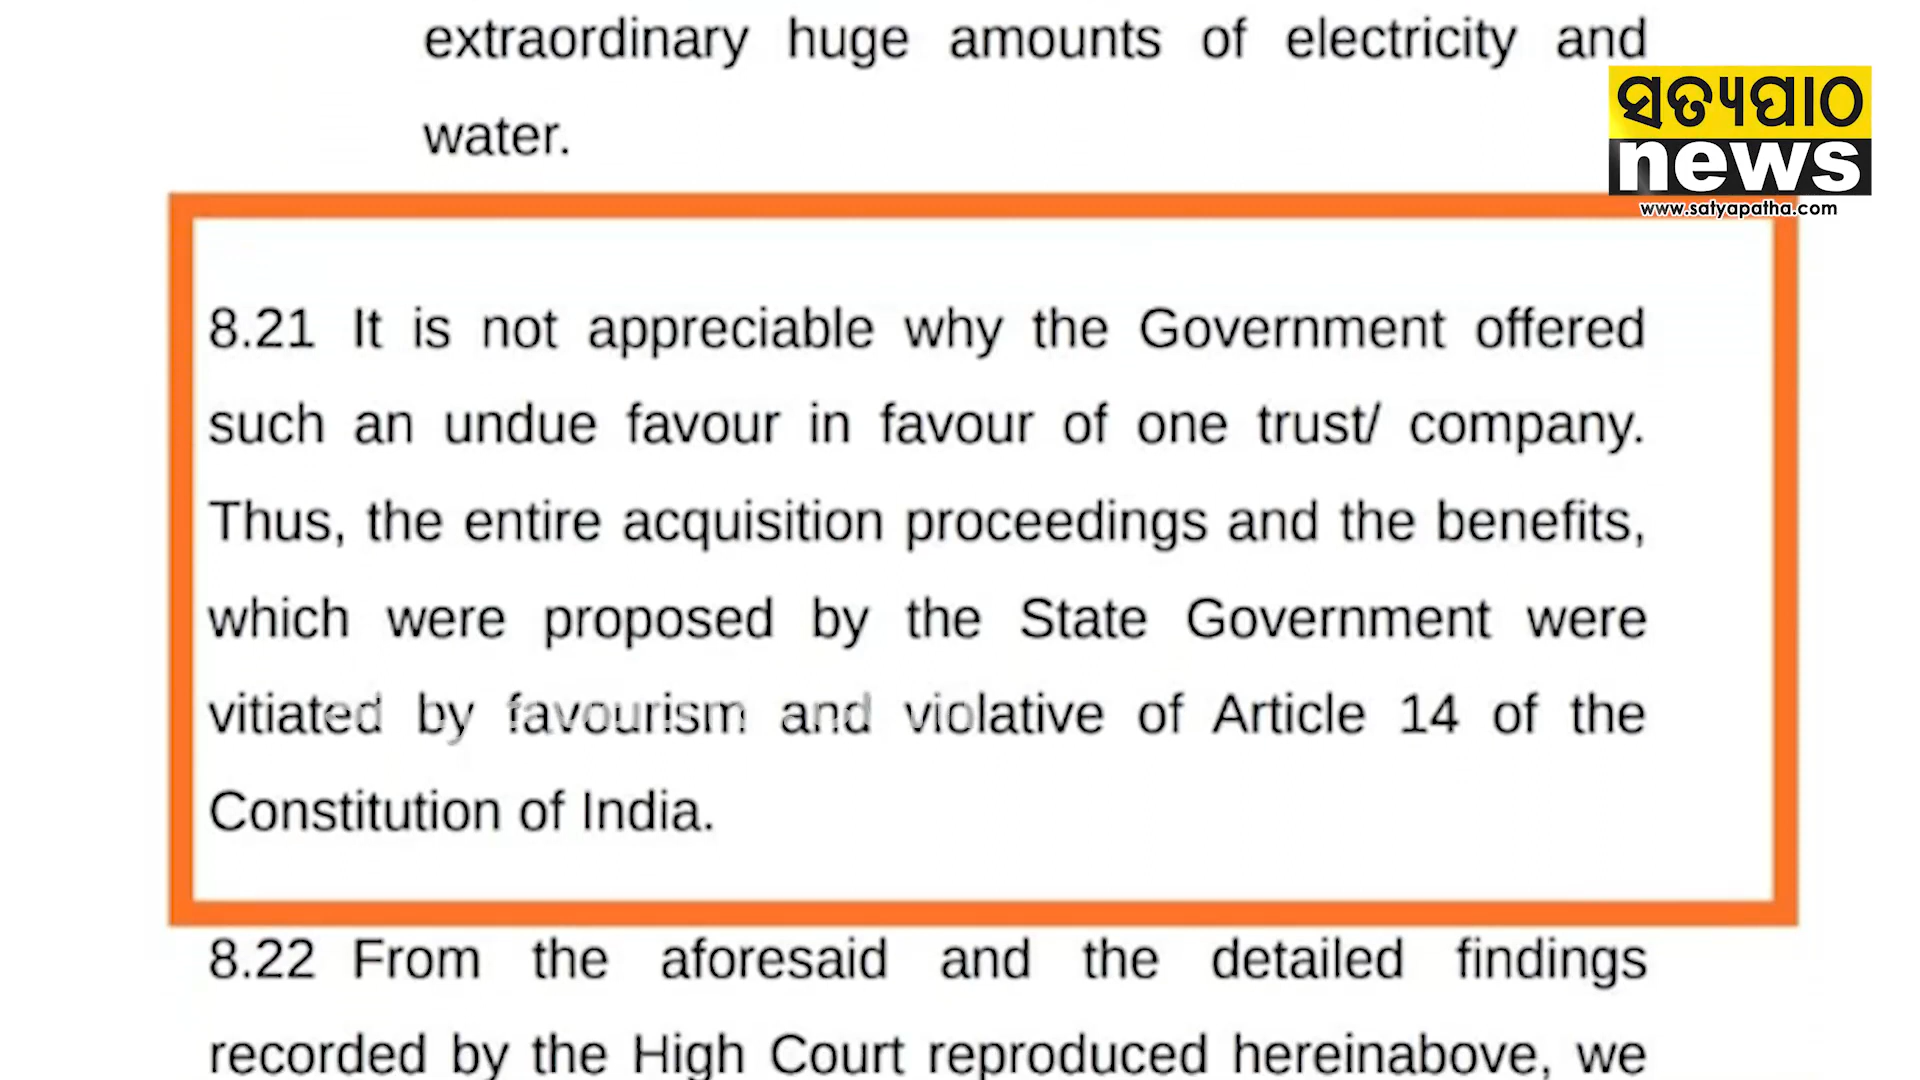 extraordinary huge amounts of electricity and
water.
ସତ୍ୟପାଠ
news
www.satyapatha.com
8.21 It is not appreciable why the Government offered
such an undue favour in favour of one trust/ company.
Thus, the entire acquisition proceedings and the benefits,
which were proposed by the State Government were
vitiated by favourism and violative of Article 14 of the
Constitution of India.
8.22 From the aforesaid and the detailed findings
recorded by the High Court reproduced hereinabove, we